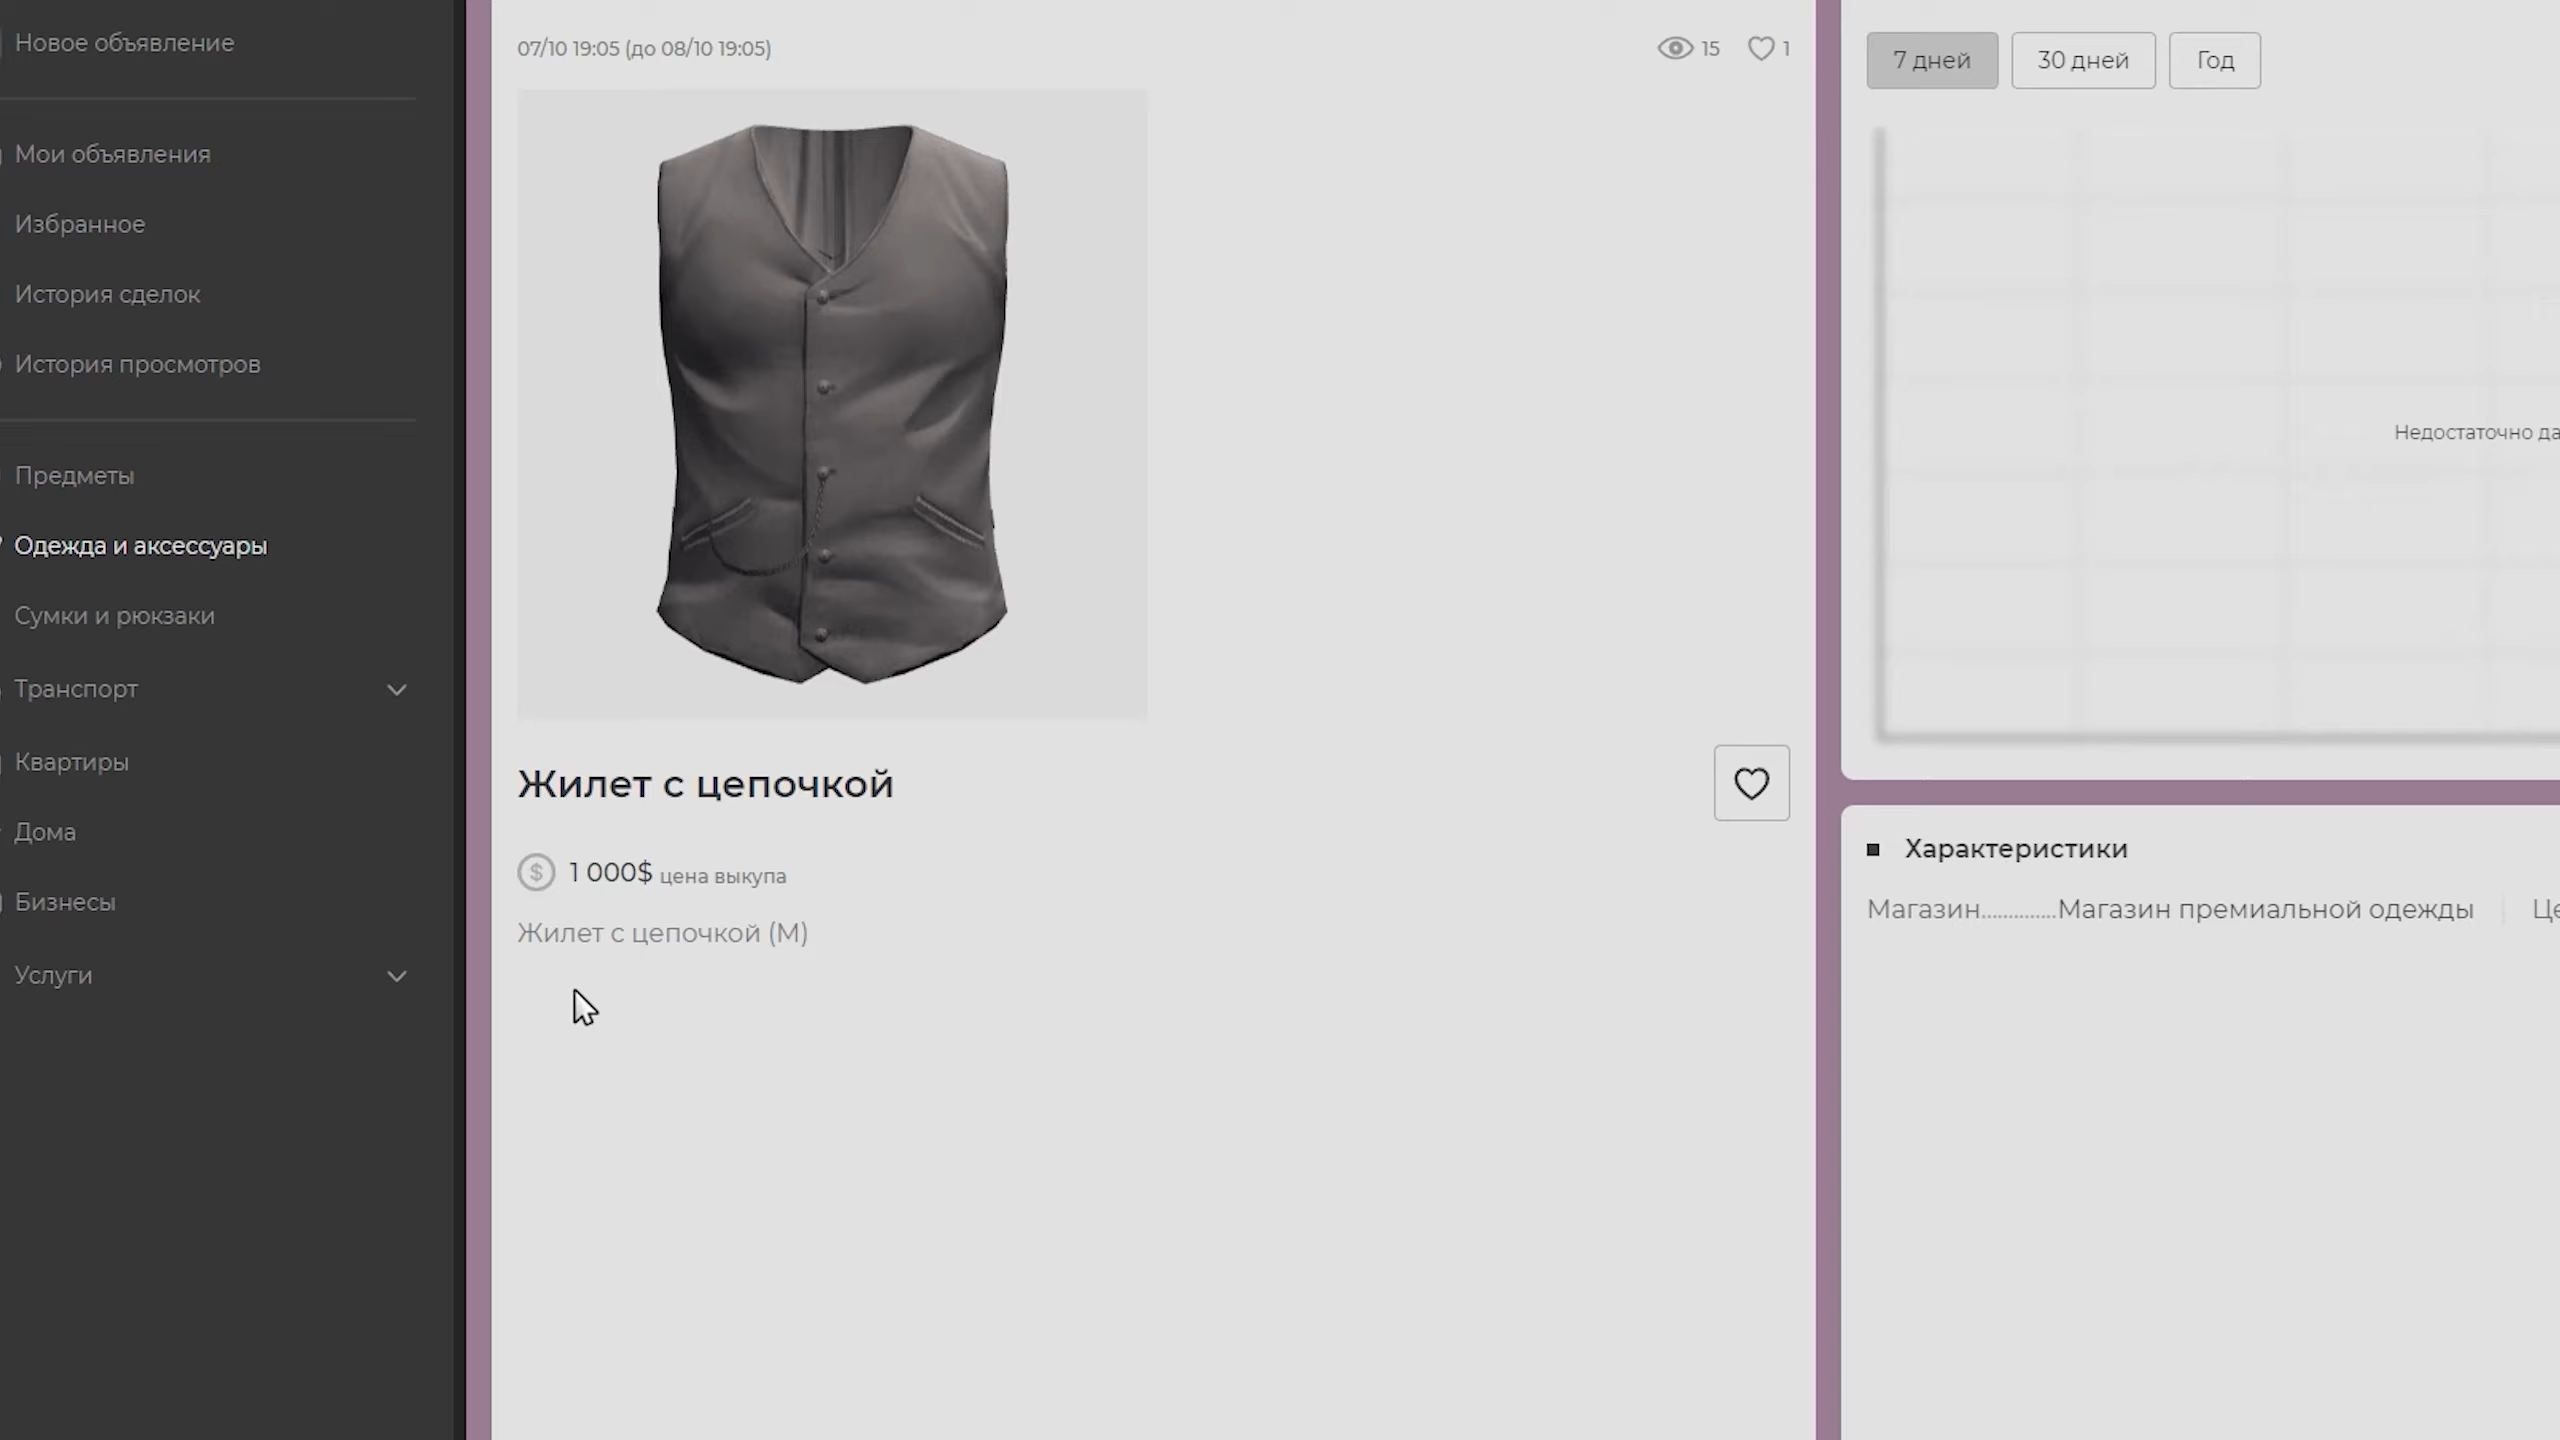 Новое объявление
Мои объявления
Избранное
История сделок
История просмотров
Предметы
Одежда и аксессуары
Сумки и рюкзаки
Транспорт
Квартиры
Дома
Бизнесы
Услуги
07/10 19:05 (до 08/10 19:05)
15
1
Жилет с цепочкой
$ 1 000$ цена выкупа
Жилет с цепочкой (M)
7 дней
30 дней
Год
Недостаточно
Характеристики
Магазин..............Магазин премиальной одежды